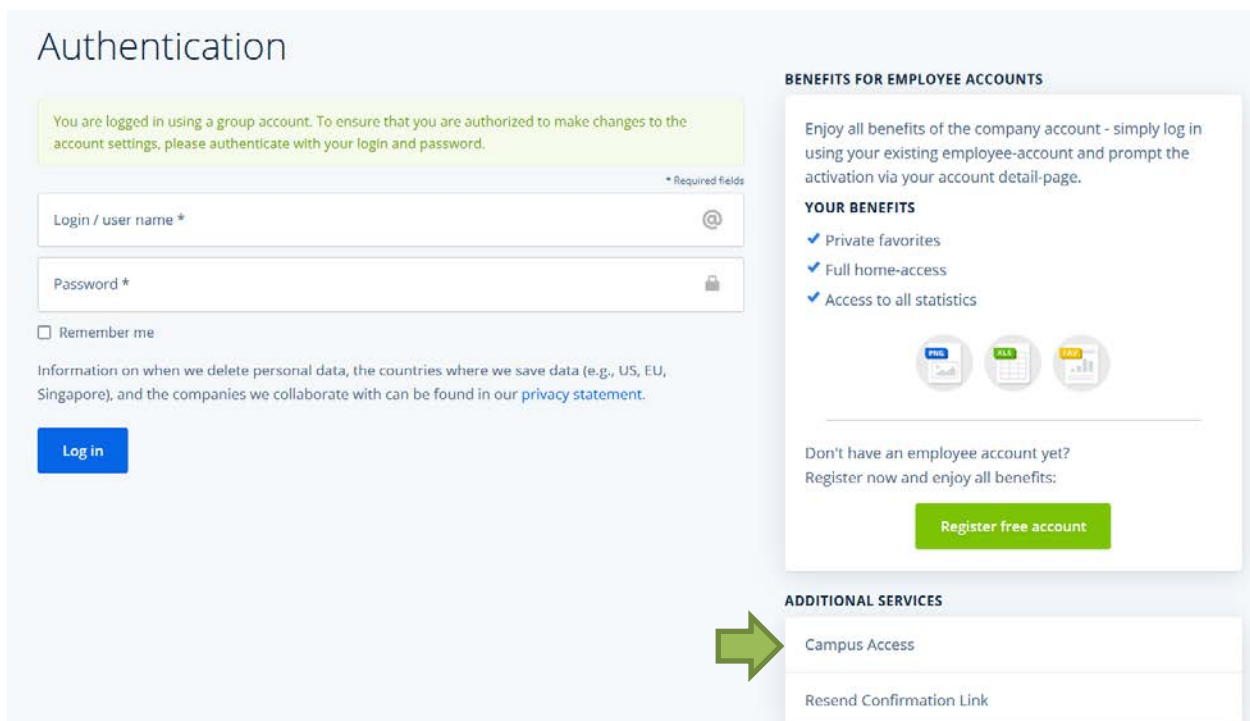 Authentication
You are logged in using a group account. To ensure that you are authorized to make changes to the
account settings, please authenticate with your login and password.
* Required fields
Login / user name *
@
Password *
Remember me
Information on when we delete personal data, the countries where we save data (e.g., US, EU,
Singapore), and the companies we collaborate with can be found in our privacy statement.
Log in
BENEFITS FOR EMPLOYEE ACCOUNTS
Enjoy all benefits of the company account - simply log in
using your existing employee-account and prompt the
activation via your account detail-page.
YOUR BENEFITS
Private favorites
Full home-access
Access to all statistics
PNG XLS FAV
Don't have an employee account yet?
Register now and enjoy all benefits:
Register free account
ADDITIONAL SERVICES
Campus Access
Resend Confirmation Link